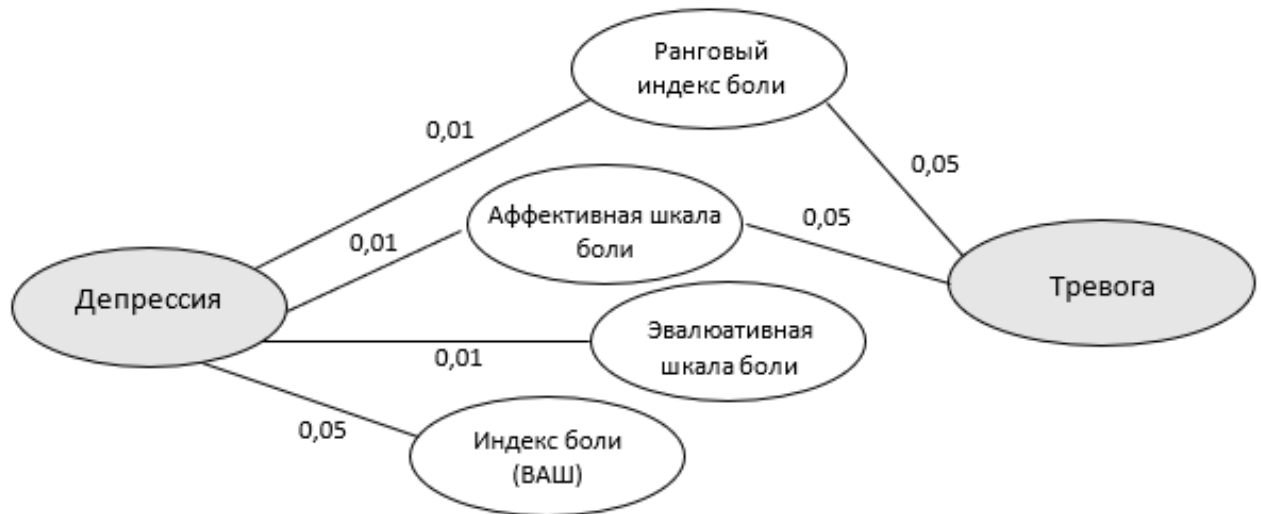 Ранговый
индекс боли
0,01
0,05
Аффективная шкала
боли
0,01
0,05
Депрессия
Тревога
Эвалюативная
шкала боли
0,01
0,05
Индекс боли
(ВАШ)